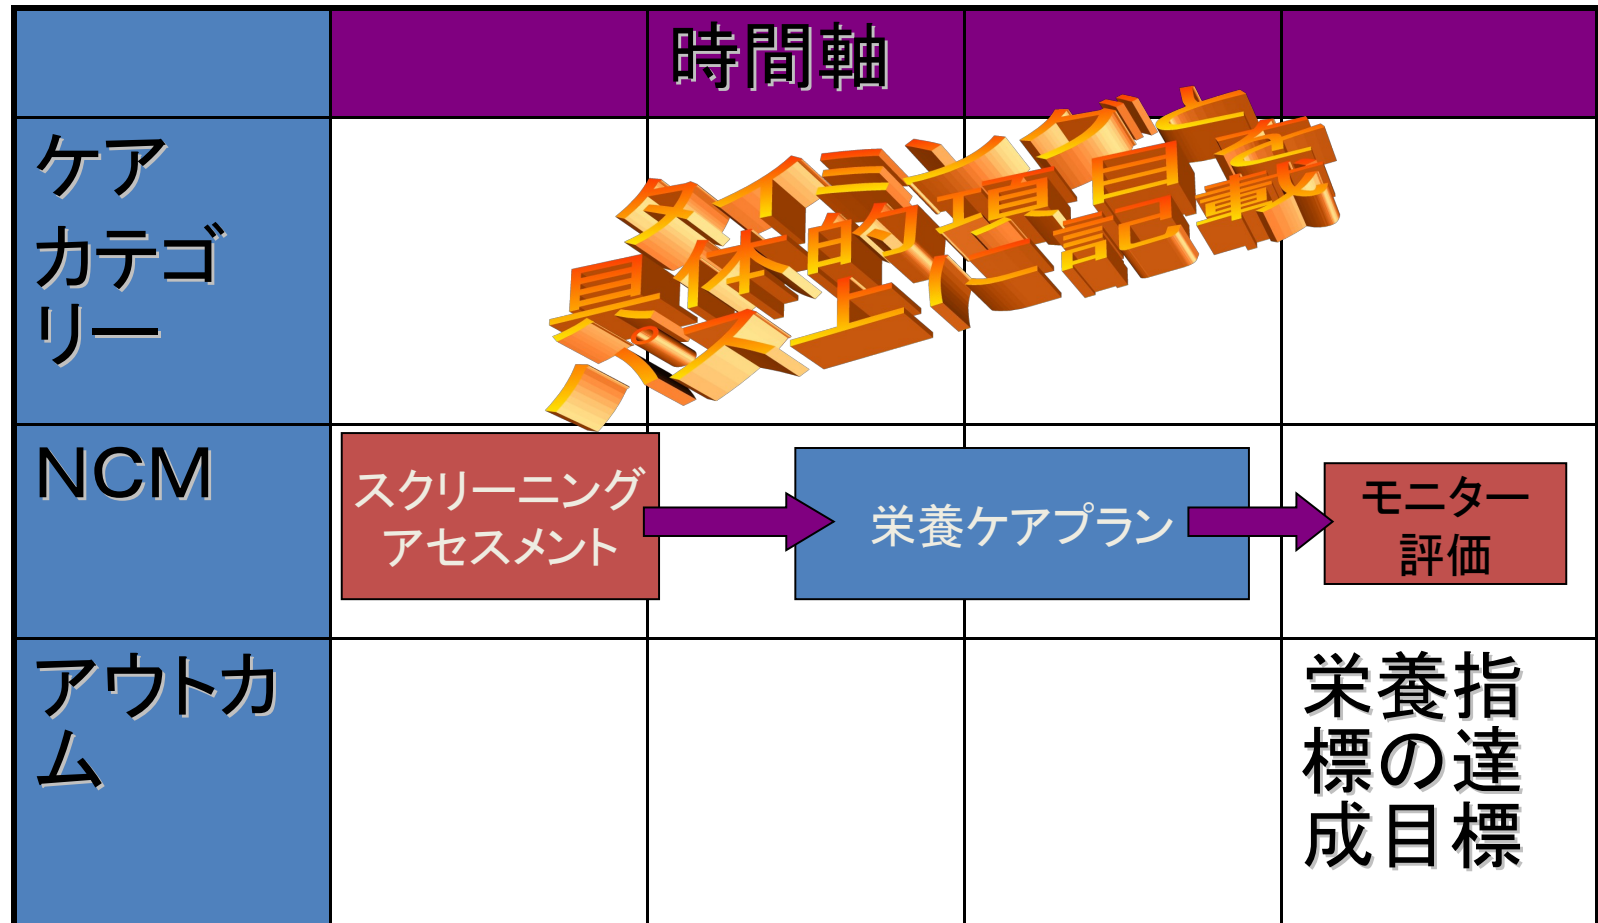 時間軸
ケア
カテゴ
リー
タイミングと
具体的項目を
パス上に記載
NCM
スクリーニング
アセスメント
栄養ケアプラン
モニター
評価
アウトカ
ム
栄養指
標の達
成目標